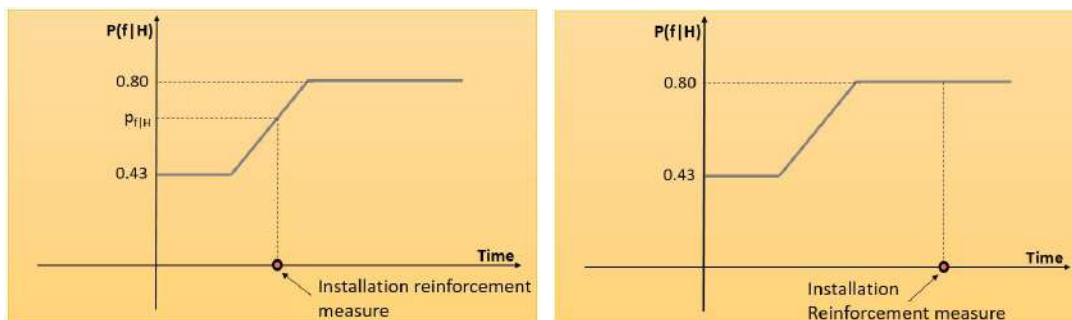 P(f|H)
0.80
p_f|H
0.43
Time
Installation reinforcement
measure
P(f|H)
0.80
0.43
Time
Installation
Reinforcement measure